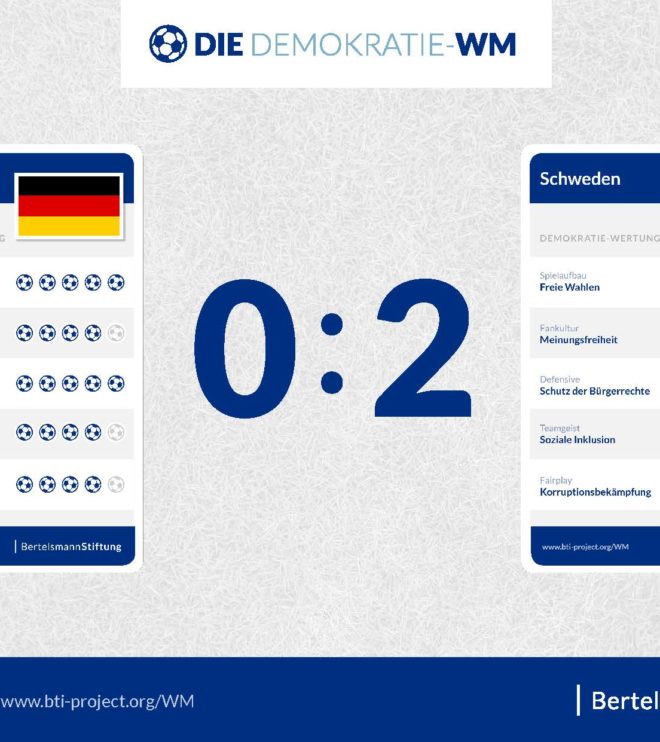 DIE DEMOKRATIE-WM
G
0:2
BertelsmannStiftung
Schweden
DEMOKRATIE-WERTUNG
Spielaufbau
Freie Wahlen
Fankultur
Meinungsfreiheit
Defensive
Schutz der Bürgerrechte
Teamgeist
Soziale Inklusion
Fairplay
Korruptionsbekämpfung
www.bti-project.org/WM
www.bti-project.org/WM
Bertel